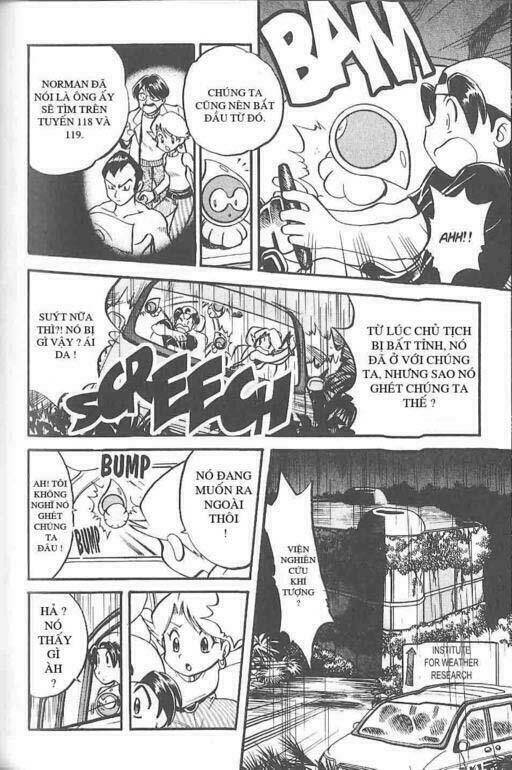 NORMAN ĐÃ
NÓI LÀ ÔNG ẤY
SẼ TÌM TRÊN
TUYẾN 118 VÀ
119.
CHÚNG TA
CŨNG NÊN BẮT
ĐẦU TỪ ĐÓ.
BAM
AHH!!
SUÝT NỮA
THÌ?! NÓ BỊ
GÌ VẬY ? ÁI
DA !
SCREECH
TỪ LÚC CHỦ TỊCH
BỊ BẤT TỈNH, NÓ
ĐÃ Ở VỚI CHÚNG
TA, NHƯNG SAO NÓ
GHÉT CHÚNG TA
THẾ ?
AH! TÔI
KHÔNG
NGHĨ NÓ
GHÉT
CHÚNG
TA
ĐÂU !
BUMP
BUMP
NÓ ĐANG
MUỐN RA
NGOÀI
THÔI
!
VIỆN
NGHIÊN
CỨU KHÍ
TƯỢNG ?
HẢ ?
NÓ
THẤY
GÌ
ÀH
?
INSTITUTE
FOR WEATHER
RESEARCH